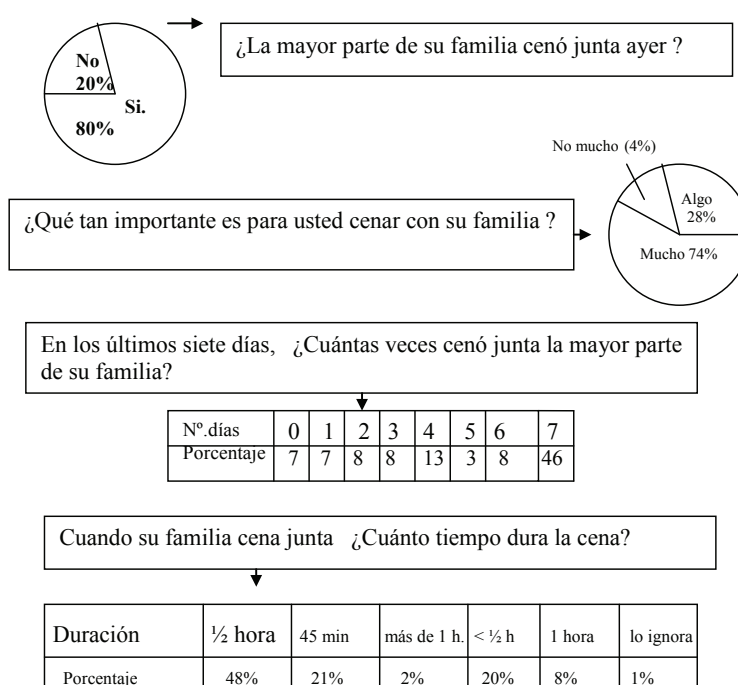 ¿La mayor parte de su familia cenó junta ayer ?
No
20%
Si.
80%
No mucho (4%)
Algo
28%
Mucho 74%
¿Qué tan importante es para usted cenar con su familia ?
En los últimos siete días, ¿Cuántas veces cenó junta la mayor parte
de su familia?
Nº.días 0 1 2 3 4 5 6 7
Porcentaje 7 7 8 8 13 3 8 46
Cuando su familia cena junta ¿Cuánto tiempo dura la cena?
Duración ½ hora 45 min más de 1 h. < ½ h 1 hora lo ignora
Porcentaje 48% 21% 2% 20% 8% 1%